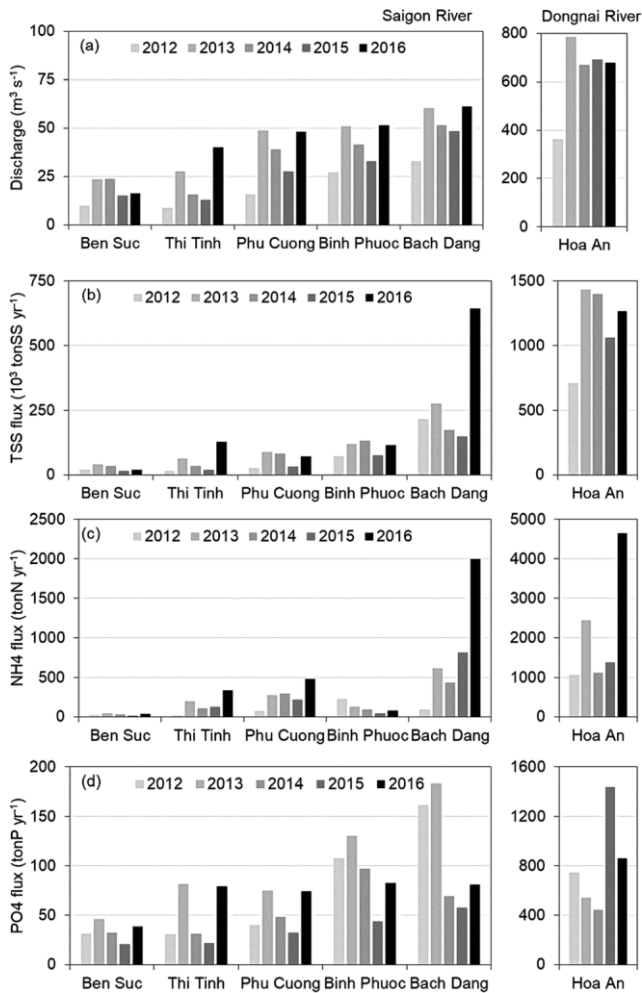 Saigon River Dongnai River
(a) 2012 2013 2014 2015 2016
Discharge (m³ s⁻¹)
100
75
50
25
0
Ben Suc Thi Tinh Phu Cuong Binh Phuoc Bach Dang
800
600
400
200
0
Hoa An
(b) 2012 2013 2014 2015 2016
TSS flux (10³ tonSS yr⁻¹)
750
500
250
0
Ben Suc Thi Tinh Phu Cuong Binh Phuoc Bach Dang
1500
1000
500
0
Hoa An
(c) 2012 2013 2014 2015 2016
NH4 flux (tonN yr⁻¹)
2500
2000
1500
1000
500
0
Ben Suc Thi Tinh Phu Cuong Binh Phuoc Bach Dang
5000
4000
3000
2000
1000
0
Hoa An
(d) 2012 2013 2014 2015 2016
PO4 flux (tonP yr⁻¹)
200
150
100
50
0
Ben Suc Thi Tinh Phu Cuong Binh Phuoc Bach Dang
1600
1200
800
400
0
Hoa An